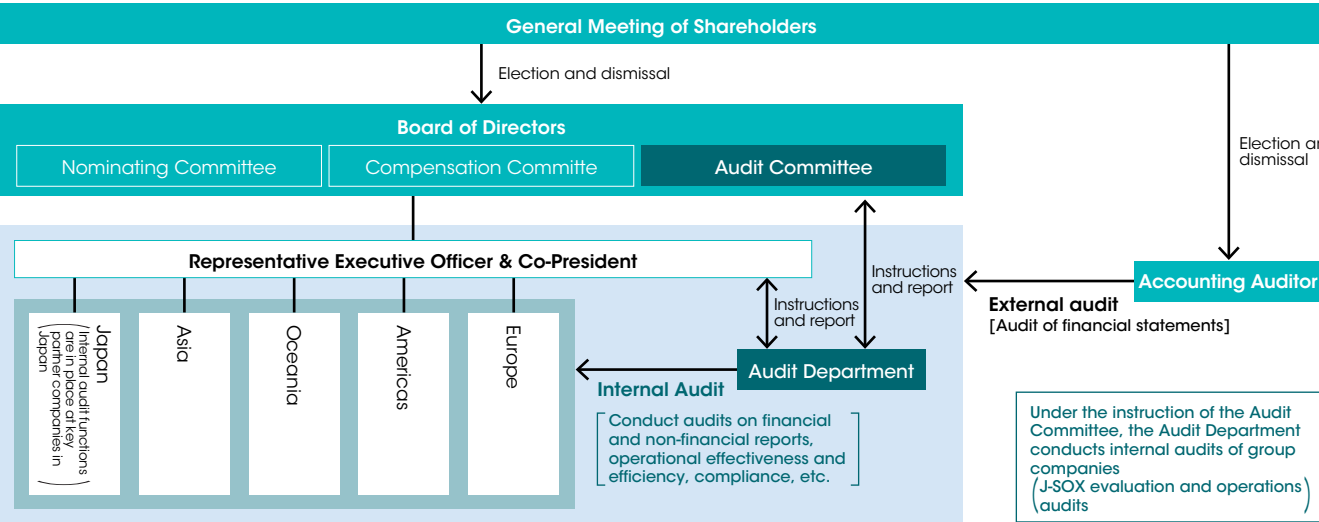 General Meeting of Shareholders
Election and dismissal
Board of Directors
Nominating Committee
Compensation Committe
Audit Committee
Election an
dismissal
Representative Executive Officer & Co-President
Instructions
and report
Instructions
and report
Accounting Auditor
External audit
[Audit of financial statements]
Japan
(Internal audit functions
are in place at key
partner companies in
Japan)
Asia
Oceania
Americas
Europe
Audit Department
Internal Audit
[Conduct audits on financial
and non-financial reports,
operational effectiveness and
efficiency, compliance, etc.]
Under the instruction of the Audit
Committee, the Audit Department
conducts internal audits of group
companies
(J-SOX evaluation and operations
audits)